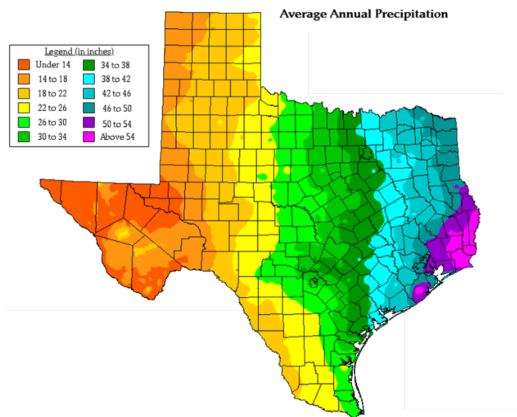 Average Annual Precipitation
Legend (in inches)
Under 14
14 to 18
18 to 22
22 to 26
26 to 30
30 to 34
34 to 38
38 to 42
42 to 46
46 to 50
50 to 54
Above 54